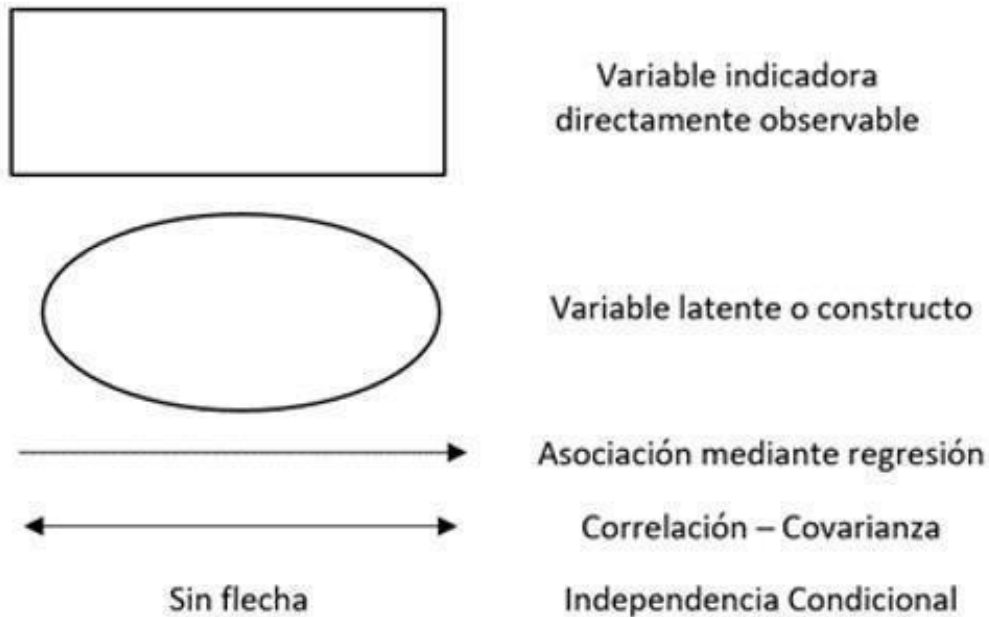 Variable indicadora
directamente observable
Variable latente o constructo
Asociación mediante regresión
Correlación – Covarianza
Sin flecha
Independencia Condicional